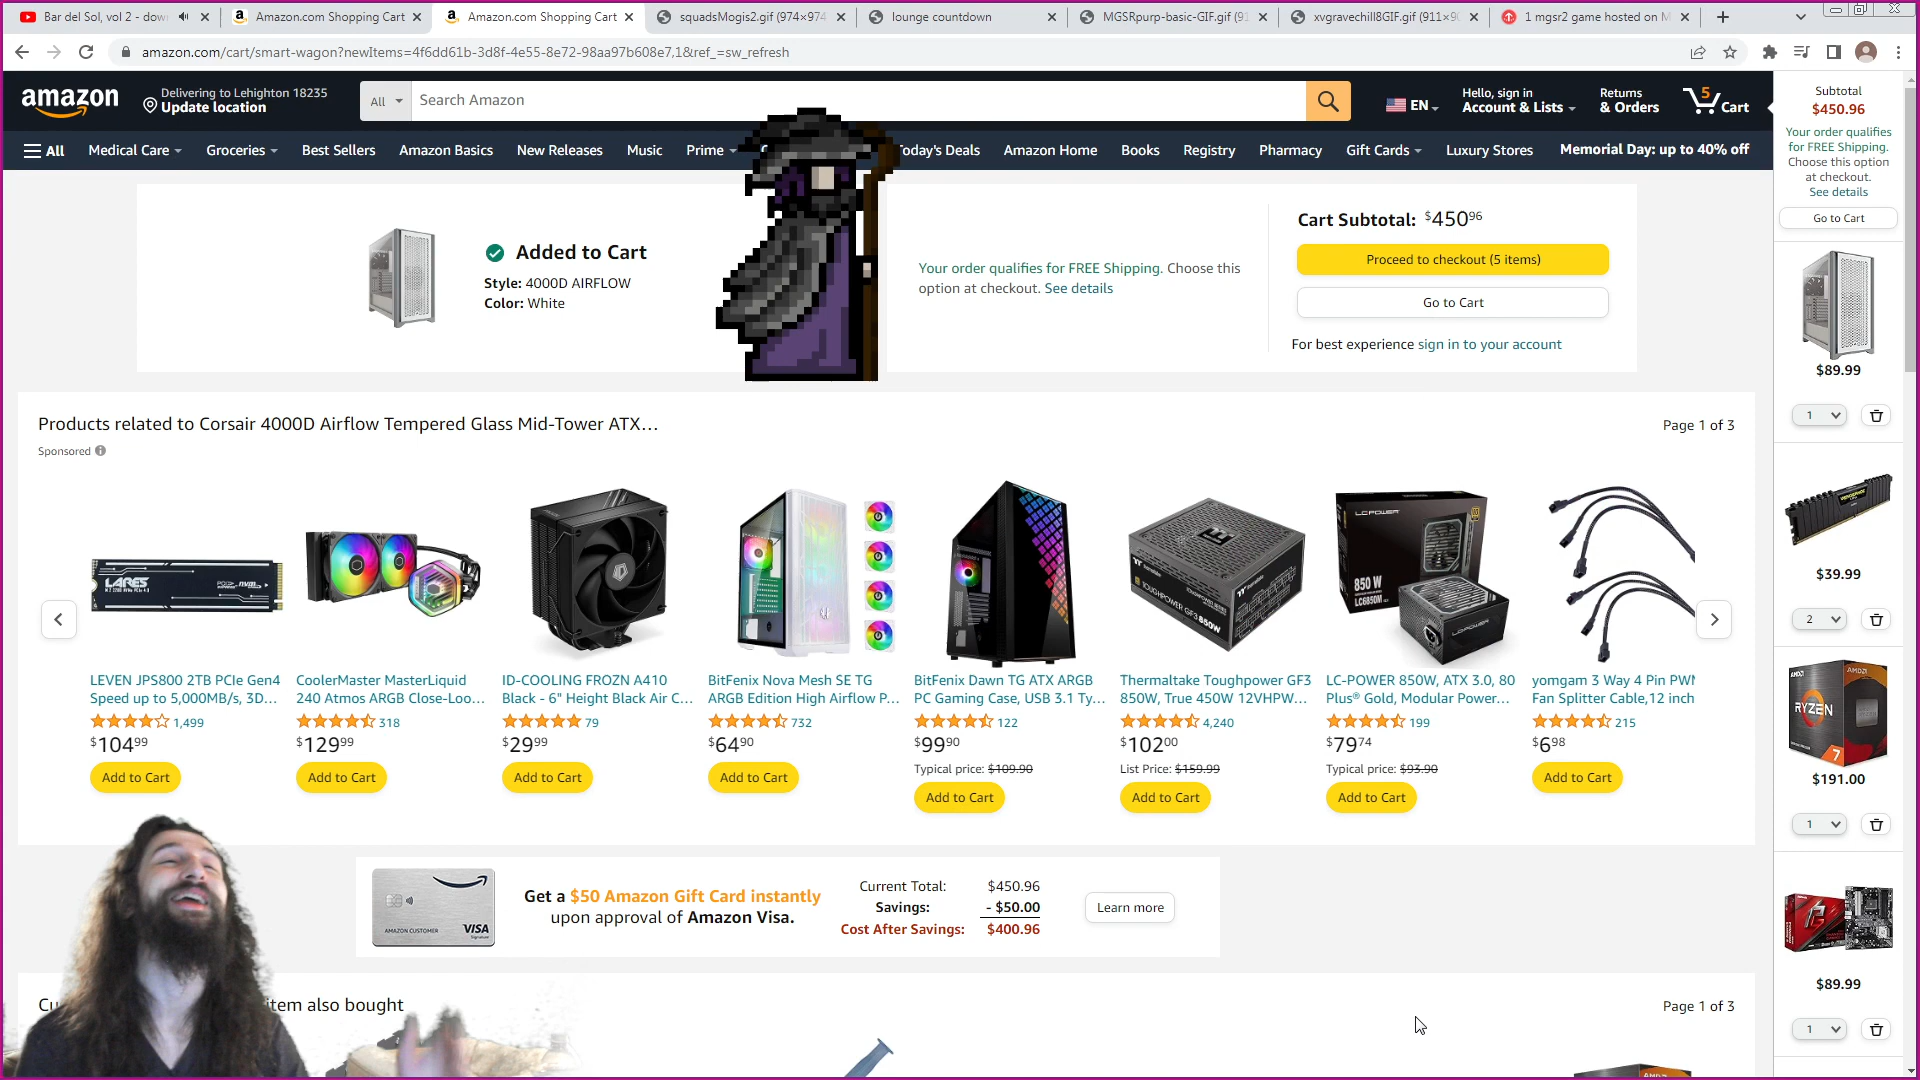 Bar del Sol, vol 2 - dow
Amazon.com Shopping Cart
Amazon.com Shopping Cart
squadsMogis2.gif (974×974
lounge countdown
MGSRpurp-basic-GIF.gif (91
xvgravechill8GIF.gif (911×90
1 mgsr2 game hosted on M
amazon.com/cart/smart-wagon?newItems=4f6dd61b-3d8f-4e55-8e72-98aa97b608e7,1&ref_=sw_refresh
amazon
Delivering to Lehighton 18235
Update location
All
Search Amazon
EN
Hello, sign in
Account & Lists
Returns
& Orders
5
Cart
All
Medical Care
Groceries
Best Sellers
Amazon Basics
New Releases
Music
Prime
Today's Deals
Amazon Home
Books
Registry
Pharmacy
Gift Cards
Luxury Stores
Memorial Day: up to 40% off
Added to Cart
Style: 4000D AIRFLOW
Color: White
Your order qualifies for FREE Shipping. Choose this
option at checkout. See details
Cart Subtotal: $450 96
Proceed to checkout (5 items)
Go to Cart
For best experience sign in to your account
Products related to Corsair 4000D Airflow Tempered Glass Mid-Tower ATX…
Page 1 of 3
Sponsored
LARES
850 W
LC6850M
LC-POWER
TOUGHPOWER GF3 850W
LEVEN JPS800 2TB PCIe Gen4
Speed up to 5,000MB/s, 3D…
1,499
$104 99
Add to Cart
CoolerMaster MasterLiquid
240 Atmos ARGB Close-Loo…
318
$129 99
Add to Cart
ID-COOLING FROZN A410
Black - 6" Height Black Air C…
79
$29 99
Add to Cart
BitFenix Nova Mesh SE TG
ARGB Edition High Airflow P…
732
$64 90
Add to Cart
BitFenix Dawn TG ATX ARGB
PC Gaming Case, USB 3.1 Ty…
122
$99 90
Typical price: $109.90
Add to Cart
Thermaltake Toughpower GF3
850W, True 450W 12VHPW…
4,240
$102 00
List Price: $159.99
Add to Cart
LC-POWER 850W, ATX 3.0, 80
Plus® Gold, Modular Power…
199
$79 74
Typical price: $93.90
Add to Cart
yomgam 3 Way 4 Pin PWM
Fan Splitter Cable,12 inch
215
$6 98
Add to Cart
AMAZON CUSTOMER
VISA
Signature
Get a $50 Amazon Gift Card instantly
upon approval of Amazon Visa.
Current Total: $450.96
Savings: - $50.00
Cost After Savings: $400.96
Learn more
item also bought
Page 1 of 3
Subtotal
$450.96
Your order qualifies
for FREE Shipping.
Choose this option
at checkout.
See details
Go to Cart
$89.99
1
VENGEANCE
$39.99
2
AMD
RYZEN
7
$191.00
1
$89.99
1
AMD